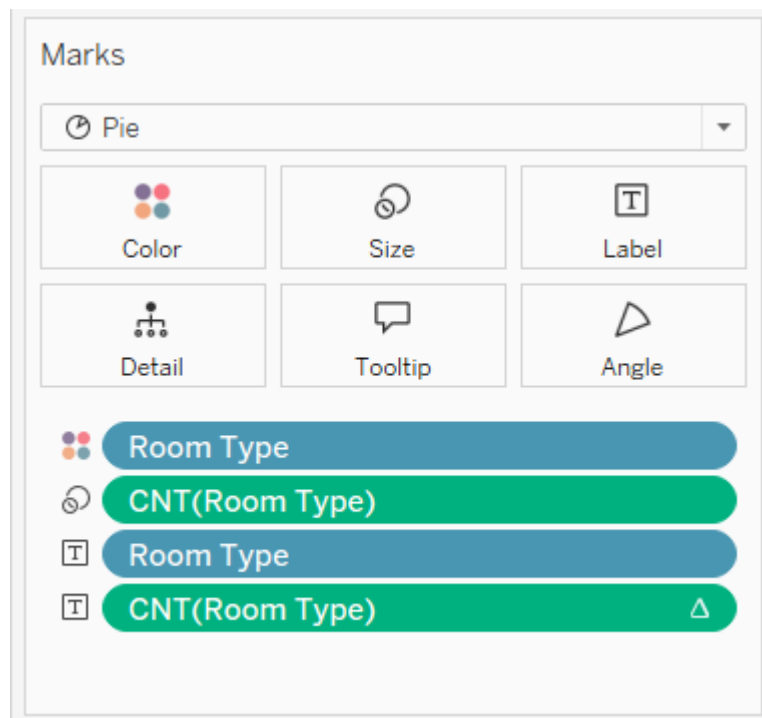 Marks
Pie
Color Size Label
Detail Tooltip Angle
Room Type
CNT(Room Type)
T Room Type
T CNT(Room Type) Δ